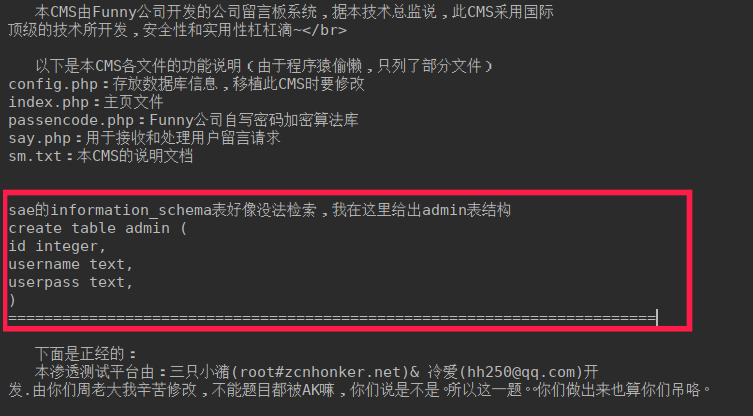 本CMS由Funny公司开发的公司留言板系统，据本技术总监说，此CMS采用国际
顶级的技术所开发，安全性和实用性杠杠滴~</br>
以下是本CMS各文件的功能说明（由于程序猿偷懒，只列了部分文件）
config.php：存放数据库信息，移植此CMS时要修改
index.php：主页文件
passencode.php：Funny公司自写密码加密算法库
say.php：用于接收和处理用户留言请求
sm.txt：本CMS的说明文档
sae的information_schema表好像没法检索，我在这里给出admin表结构
create table admin (
id integer,
username text,
userpass text,
)
=========================================================================
下面是正经的：
本渗透测试平台由：三只小潴(root#zcnhonker.net)& 冷爱(hh250@qq.com)开
发.由你们周老大我辛苦修改，不能题目都被AK嘛，你们说是不是。所以这一题。。你们做出来也算你们吊咯。